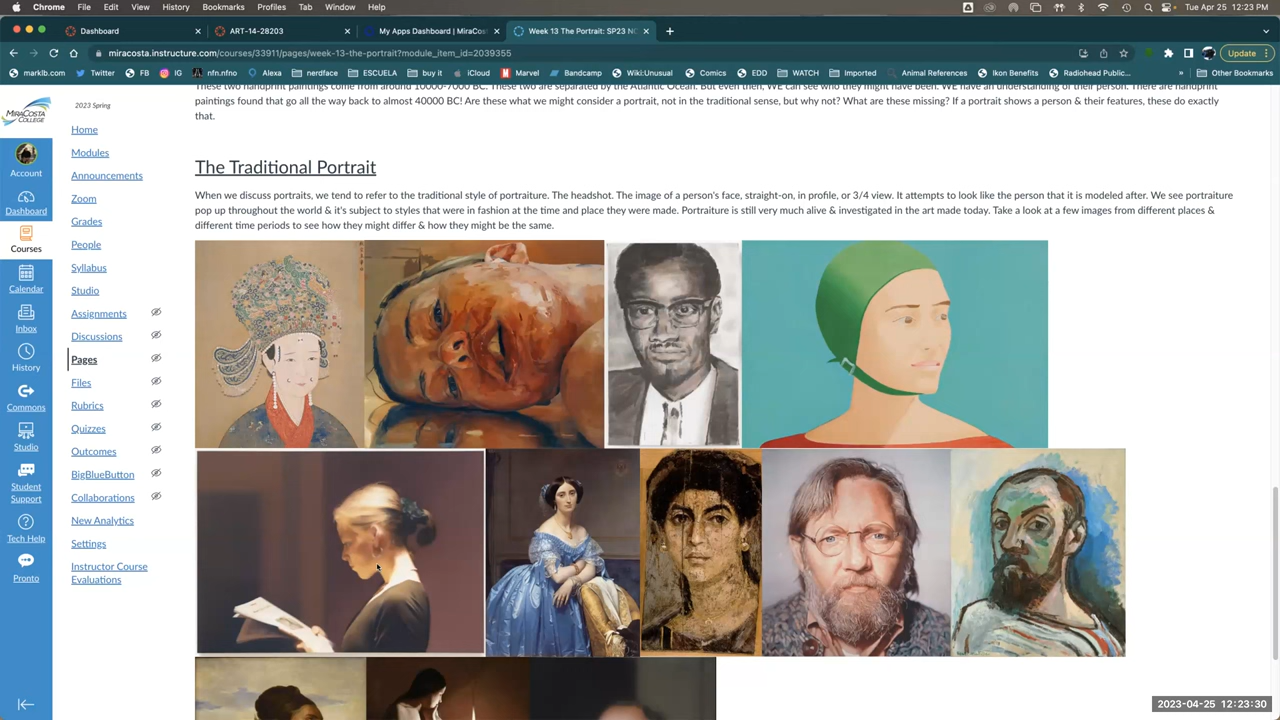 Chrome File Edit View History Bookmarks Profiles Tab Window Help Tue Apr 25 12:23 PM
Dashboard × ART-14-28203 × My Apps Dashboard | MiraCos × Week 13 The Portrait: SP23 NC × +
miracosta.instructure.com/courses/33911/pages/week-13-the-portrait?module_item_id=2039355 Update
marklb.com Twitter FB IG nfn.nfno Alexa nerdface ESCUELA buy it iCloud Marvel Bandcamp Wiki:Unusual Comics EDD WATCH Imported Animal References Ikon Benefits Radiohead Public... » Other Bookmarks
MIRACOSTA COLLEGE
Account
Dashboard
Courses
Calendar
Inbox
History
Commons
Studio
Student Support
Tech Help
Pronto
2023 Spring
Home
Modules
Announcements
Zoom
Grades
People
Syllabus
Studio
Assignments
Discussions
Pages
Files
Rubrics
Quizzes
Outcomes
BigBlueButton
Collaborations
New Analytics
Settings
Instructor Course
Evaluations
These two handprint paintings come from around 10000-7000 BC. These two are separated by the Atlantic Ocean. But even then, WE can see who they might have been. WE have an understanding of their person. There are handprint
paintings found that go all the way back to almost 40000 BC! Are these what we might consider a portrait, not in the traditional sense, but why not? What are these missing? If a portrait shows a person & their features, these do exactly
that.
The Traditional Portrait
When we discuss portraits, we tend to refer to the traditional style of portraiture. The headshot. The image of a person's face, straight-on, in profile, or 3/4 view. It attempts to look like the person that it is modeled after. We see portraiture
pop up throughout the world & it's subject to styles that were in fashion at the time and place they were made. Portraiture is still very much alive & investigated in the art made today. Take a look at a few images from different places &
different time periods to see how they might differ & how they might be the same.
2023-04-25 12:23:30